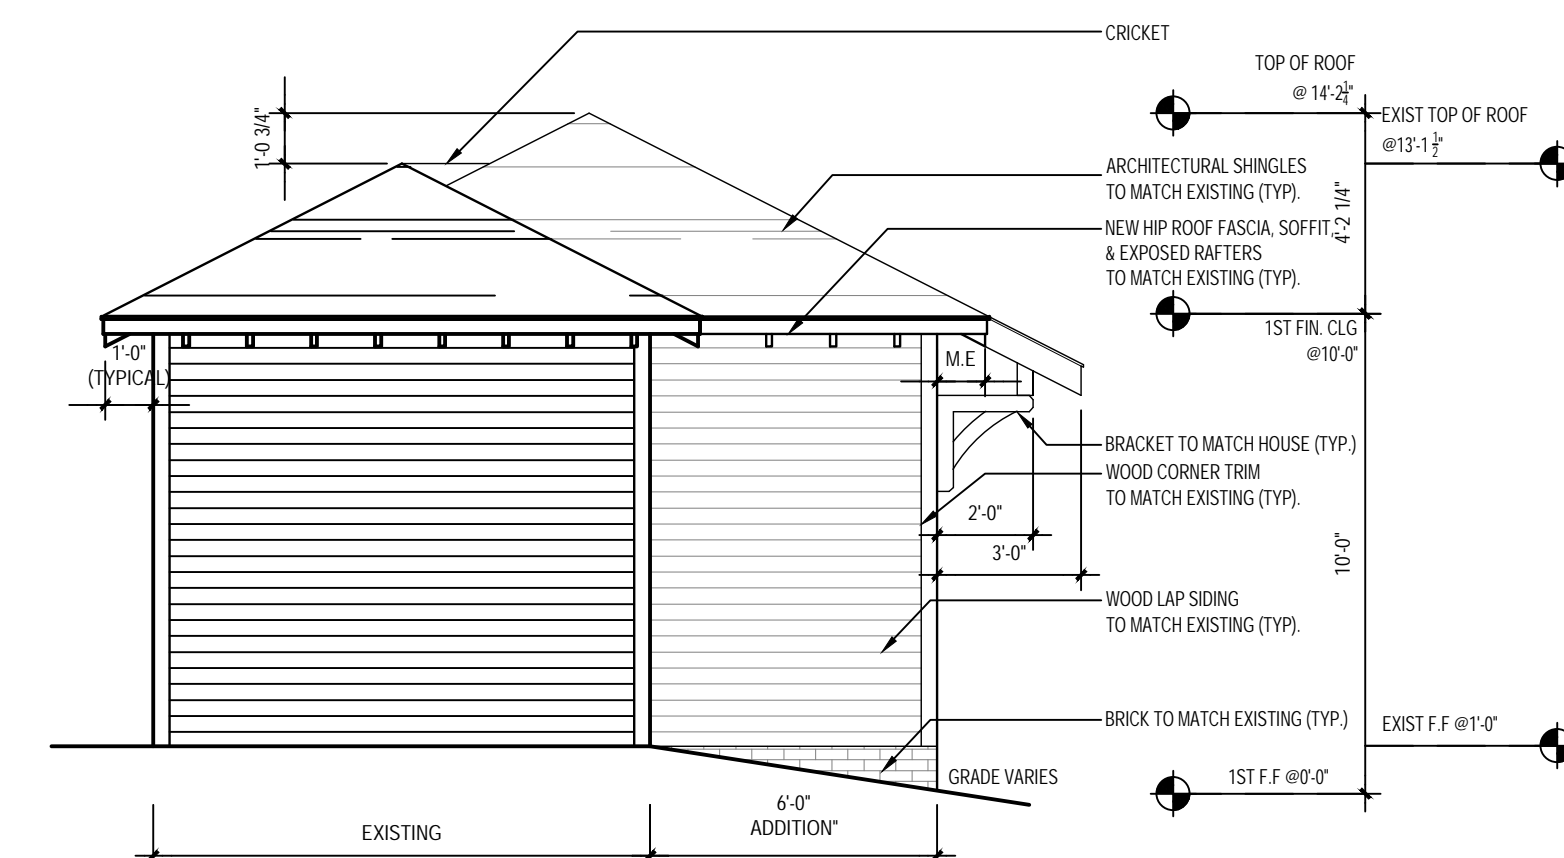 CRICKET
TOP OF ROOF
@ 14'-2 1/4"
EXIST TOP OF ROOF
@13'-1 1/2"
1'-0 3/4"
ARCHITECTURAL SHINGLES
TO MATCH EXISTING (TYP).
4'-2 1/4"
NEW HIP ROOF FASCIA, SOFFIT,
& EXPOSED RAFTERS
TO MATCH EXISTING (TYP).
1ST FIN. CLG
@10'-0"
1'-0"
(TYPICAL)
M.E
BRACKET TO MATCH HOUSE (TYP.)
WOOD CORNER TRIM
TO MATCH EXISTING (TYP).
2'-0"
3'-0"
10'-0"
WOOD LAP SIDING
TO MATCH EXISTING (TYP).
BRICK TO MATCH EXISTING (TYP.)
EXIST F.F @1'-0"
GRADE VARIES
1ST F.F @0'-0"
6'-0"
ADDITION"
EXISTING